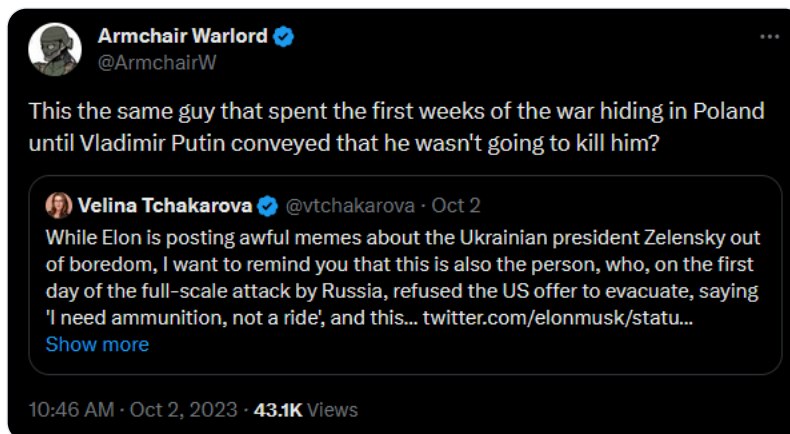 Armchair Warlord
@ArmchairW
This the same guy that spent the first weeks of the war hiding in Poland
until Vladimir Putin conveyed that he wasn't going to kill him?
Velina Tchakarova @vtchakarova · Oct 2
While Elon is posting awful memes about the Ukrainian president Zelensky out
of boredom, I want to remind you that this is also the person, who, on the first
day of the full-scale attack by Russia, refused the US offer to evacuate, saying
'I need ammunition, not a ride', and this... twitter.com/elonmusk/statu...
Show more
10:46 AM · Oct 2, 2023 · 43.1K Views